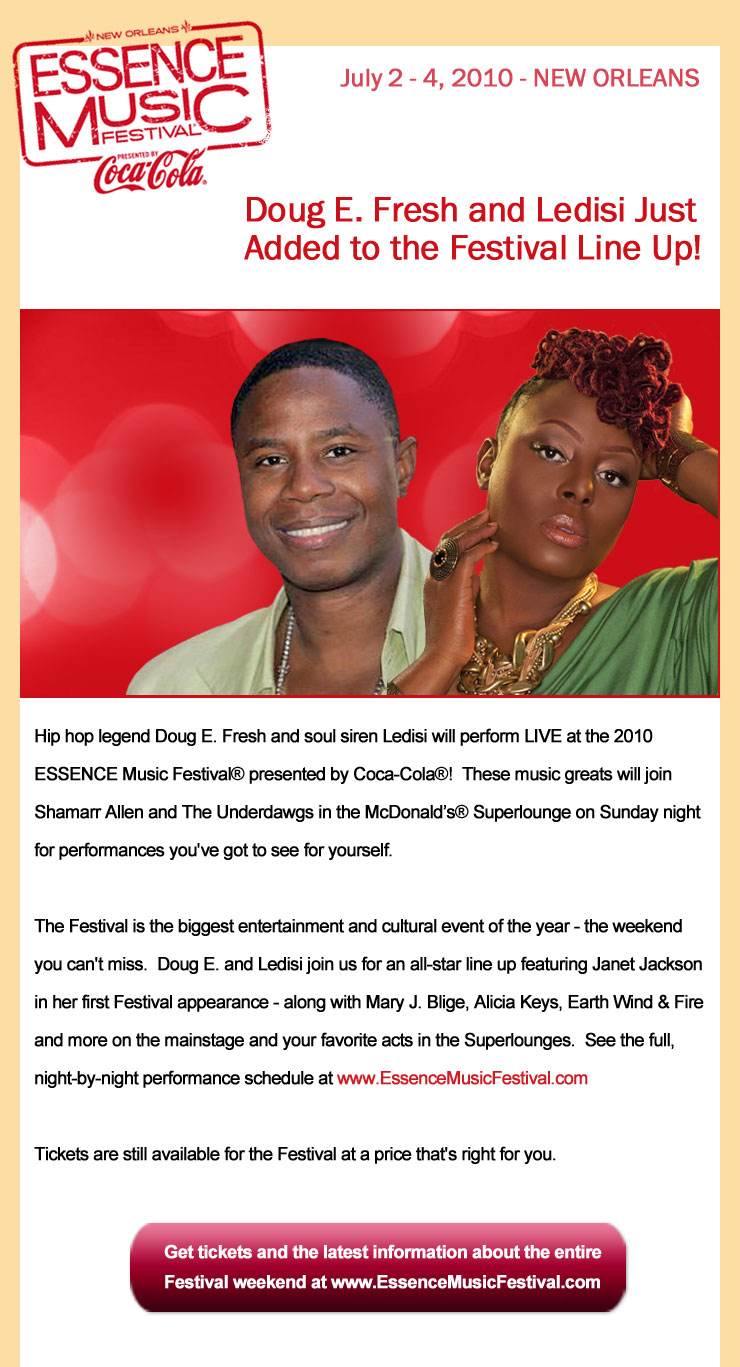 NEW ORLEANS
ESSENCE
MUSIC
FESTIVAL®
PRESENTED BY
Coca-Cola®
July 2 - 4, 2010 - NEW ORLEANS
Doug E. Fresh and Ledisi Just
Added to the Festival Line Up!
Hip hop legend Doug E. Fresh and soul siren Ledisi will perform LIVE at the 2010
ESSENCE Music Festival® presented by Coca-Cola®!  These music greats will join
Shamarr Allen and The Underdawgs in the McDonald's® Superlounge on Sunday night
for performances you've got to see for yourself.
The Festival is the biggest entertainment and cultural event of the year - the weekend
you can't miss.  Doug E. and Ledisi join us for an all-star line up featuring Janet Jackson
in her first Festival appearance - along with Mary J. Blige, Alicia Keys, Earth Wind & Fire
and more on the mainstage and your favorite acts in the Superlounges.  See the full,
night-by-night performance schedule at www.EssenceMusicFestival.com
Tickets are still available for the Festival at a price that's right for you.
Get tickets and the latest information about the entire
Festival weekend at www.EssenceMusicFestival.com